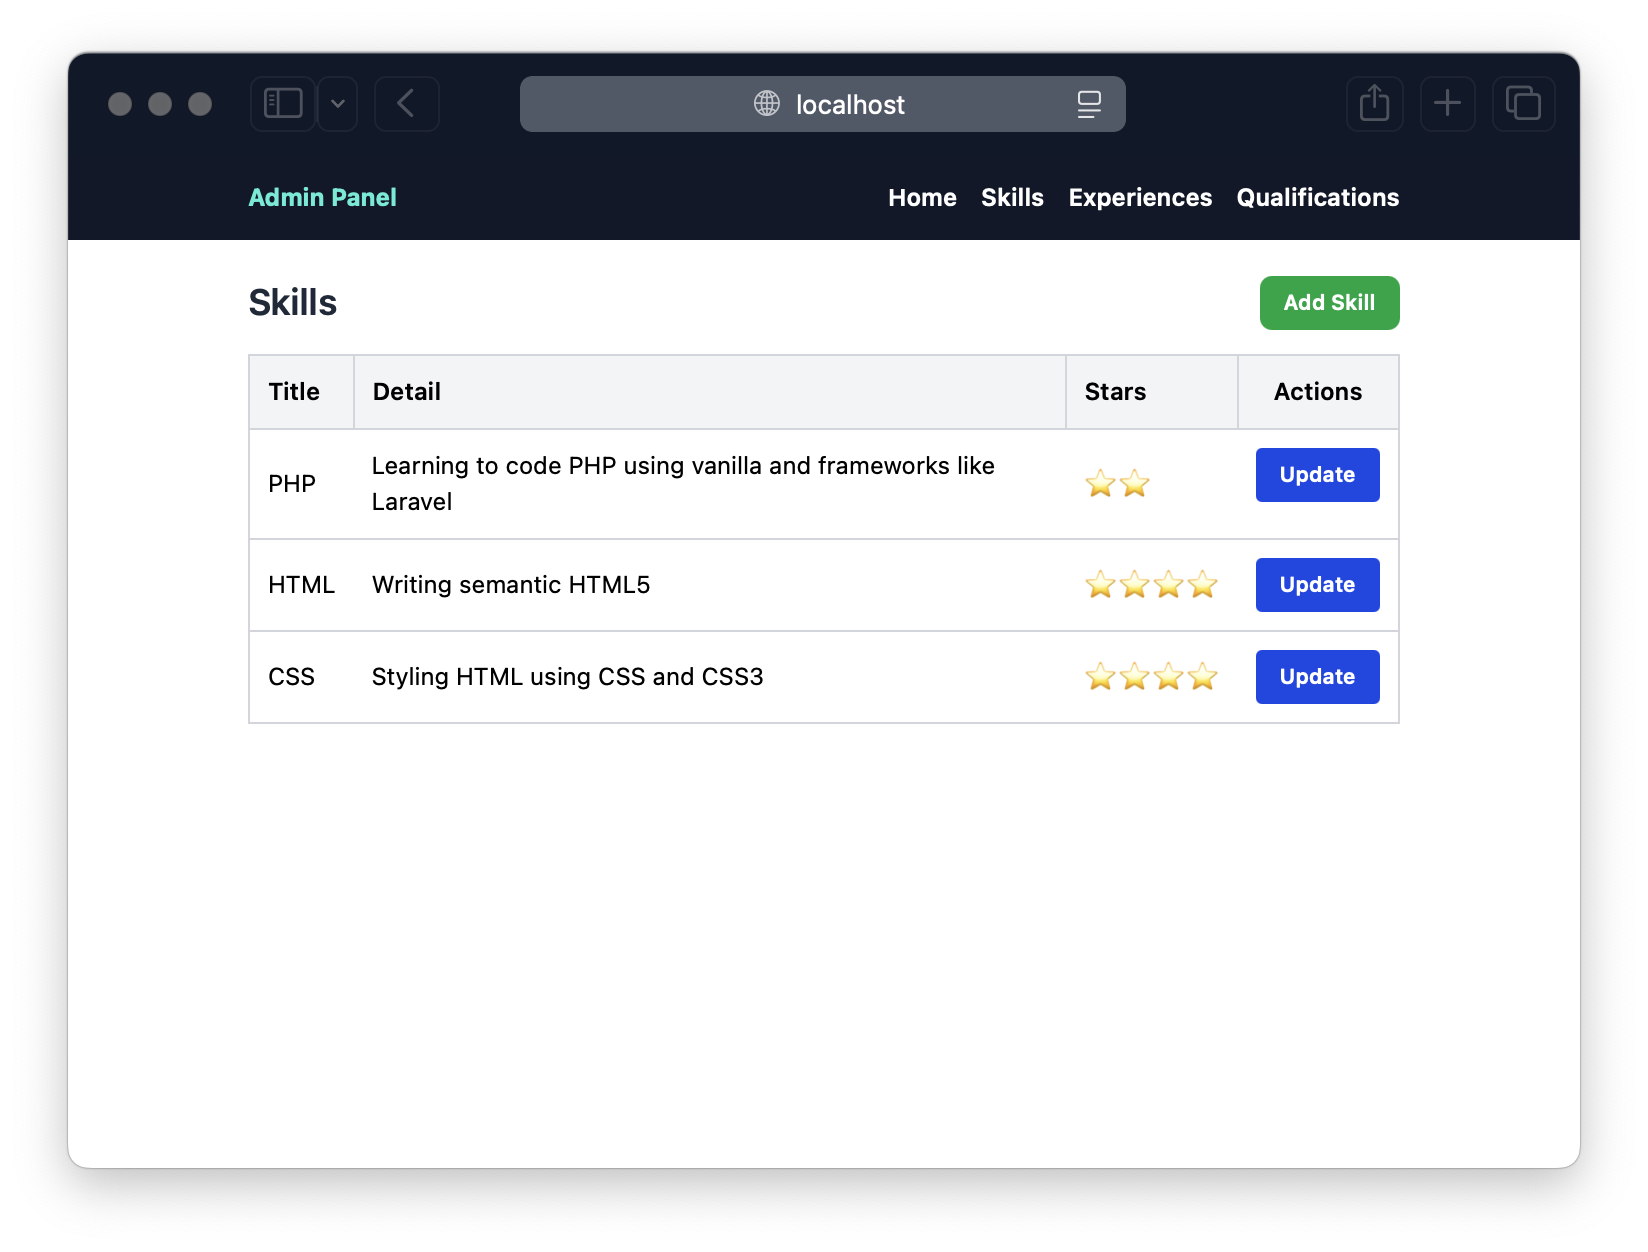 localhost
Admin Panel Home Skills Experiences Qualifications
Skills Add Skill
Title Detail Stars Actions
PHP Learning to code PHP using vanilla and frameworks like
Laravel ⭐⭐ Update
HTML Writing semantic HTML5 ⭐⭐⭐⭐ Update
CSS Styling HTML using CSS and CSS3 ⭐⭐⭐⭐ Update